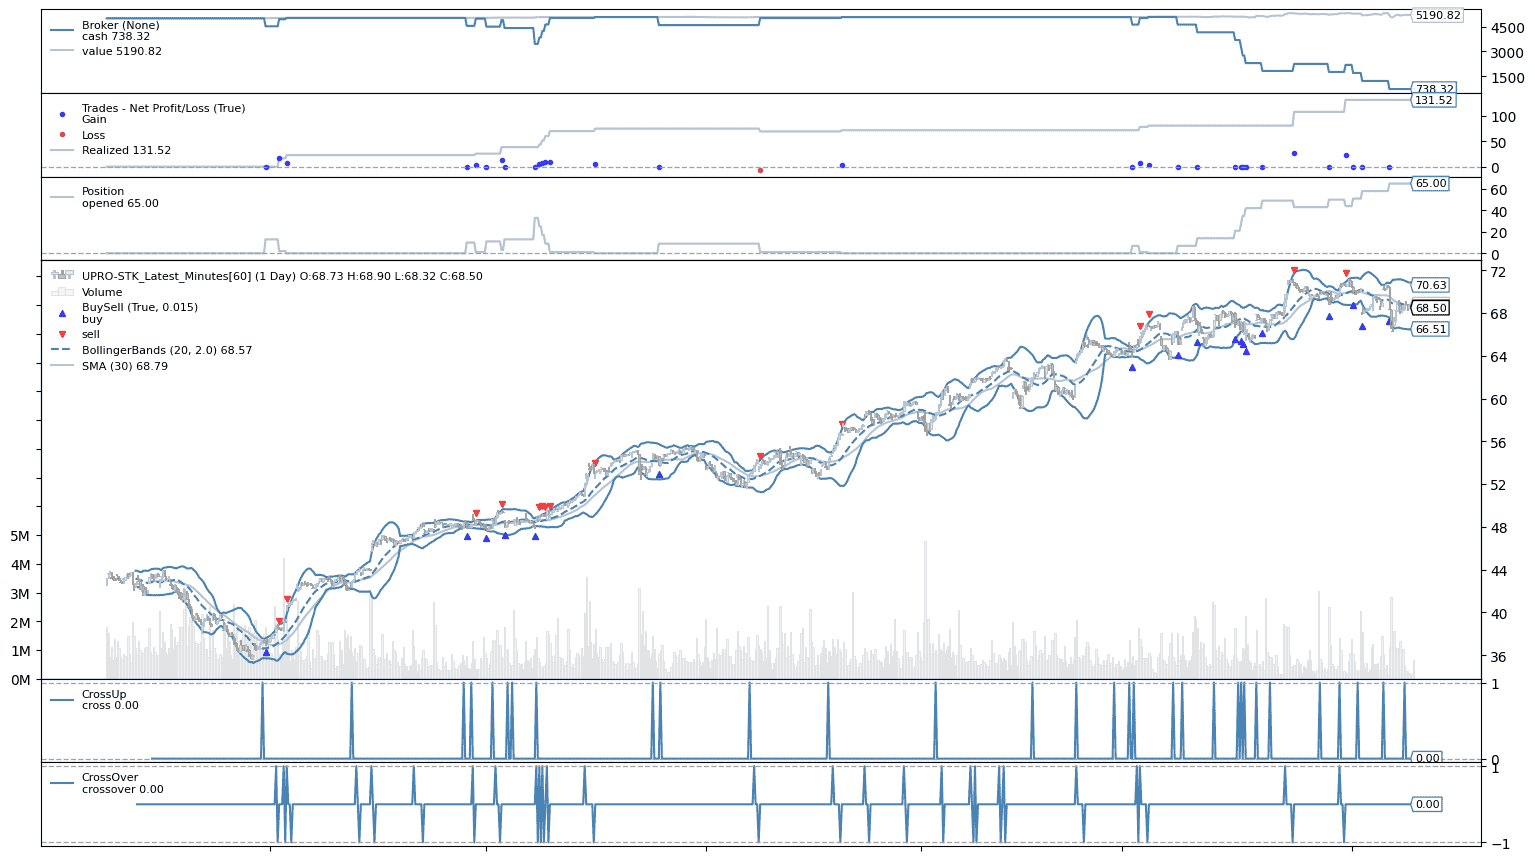 Broker (None)
cash 738.32
value 5190.82
5190.82
4500
3000
1500
738.32
Trades - Net Profit/Loss (True)
Gain
Loss
Realized 131.52
131.52
100
50
0
Position
opened 65.00
65.00
60
40
20
0
UPRO-STK_Latest_Minutes[60] (1 Day) O:68.73 H:68.90 L:68.32 C:68.50
Volume
BuySell (True, 0.015)
buy
sell
BollingerBands (20, 2.0) 68.57
SMA (30) 68.79
72
70.63
68.50
68
66.51
64
60
56
52
48
44
40
36
5M
4M
3M
2M
1M
0M
CrossUp
cross 0.00
1
0.00
0
CrossOver
crossover 0.00
1
0.00
−1